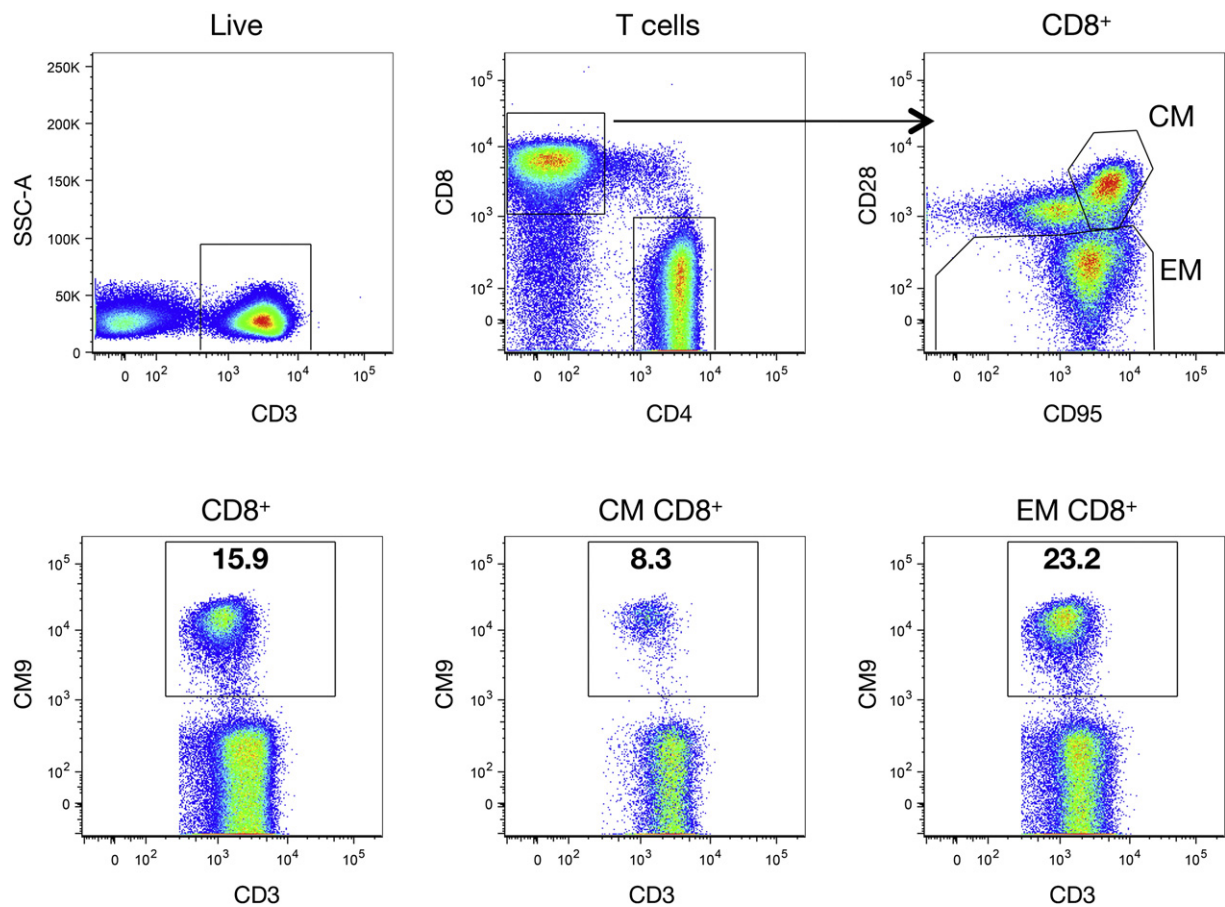 Live
T cells
CD8⁺
250K
200K
150K
100K
50K
0
SSC-A
0 10² 10³ 10⁴ 10⁵
CD3
10⁵
10⁴
10³
10²
0
CD8
0 10² 10³ 10⁴ 10⁵
CD4
10⁵
10⁴
10³
10²
0
CD28
CM
EM
0 10² 10³ 10⁴ 10⁵
CD95
CD8⁺
CM CD8⁺
EM CD8⁺
15.9
10⁵
10⁴
10³
10²
0
CM9
0 10² 10³ 10⁴ 10⁵
CD3
8.3
10⁵
10⁴
10³
10²
0
CM9
0 10² 10³ 10⁴ 10⁵
CD3
23.2
10⁵
10⁴
10³
10²
0
CM9
0 10² 10³ 10⁴ 10⁵
CD3